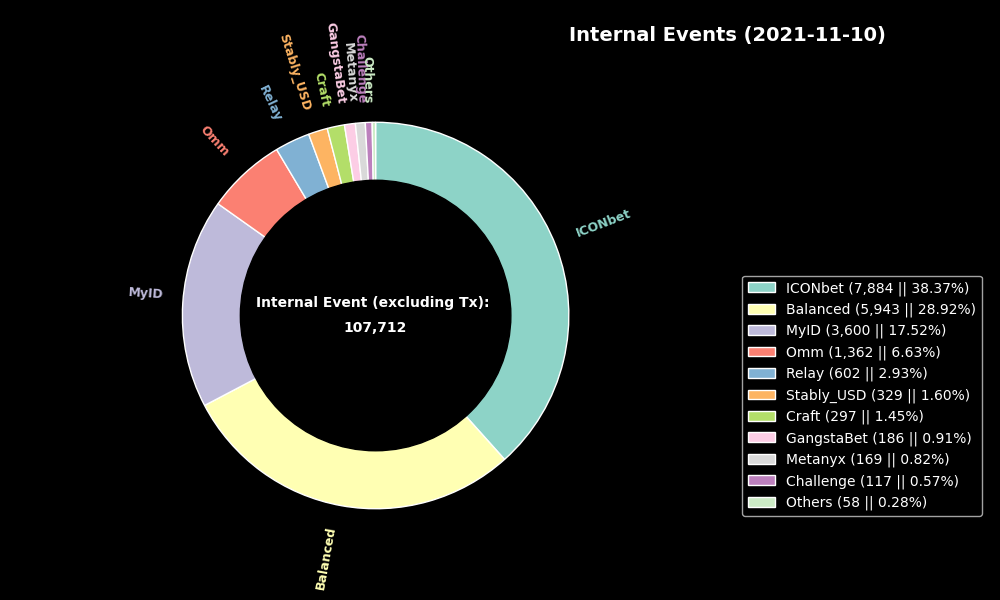 Internal Events (2021-11-10)
Others
Challenge
Metanyx
GangstaBet
Craft
Stably_USD
Relay
Omm
ICONbet
MyID
Balanced
Internal Event (excluding Tx):
107,712
ICONbet (7,884 || 38.37%)
Balanced (5,943 || 28.92%)
MyID (3,600 || 17.52%)
Omm (1,362 || 6.63%)
Relay (602 || 2.93%)
Stably_USD (329 || 1.60%)
Craft (297 || 1.45%)
GangstaBet (186 || 0.91%)
Metanyx (169 || 0.82%)
Challenge (117 || 0.57%)
Others (58 || 0.28%)